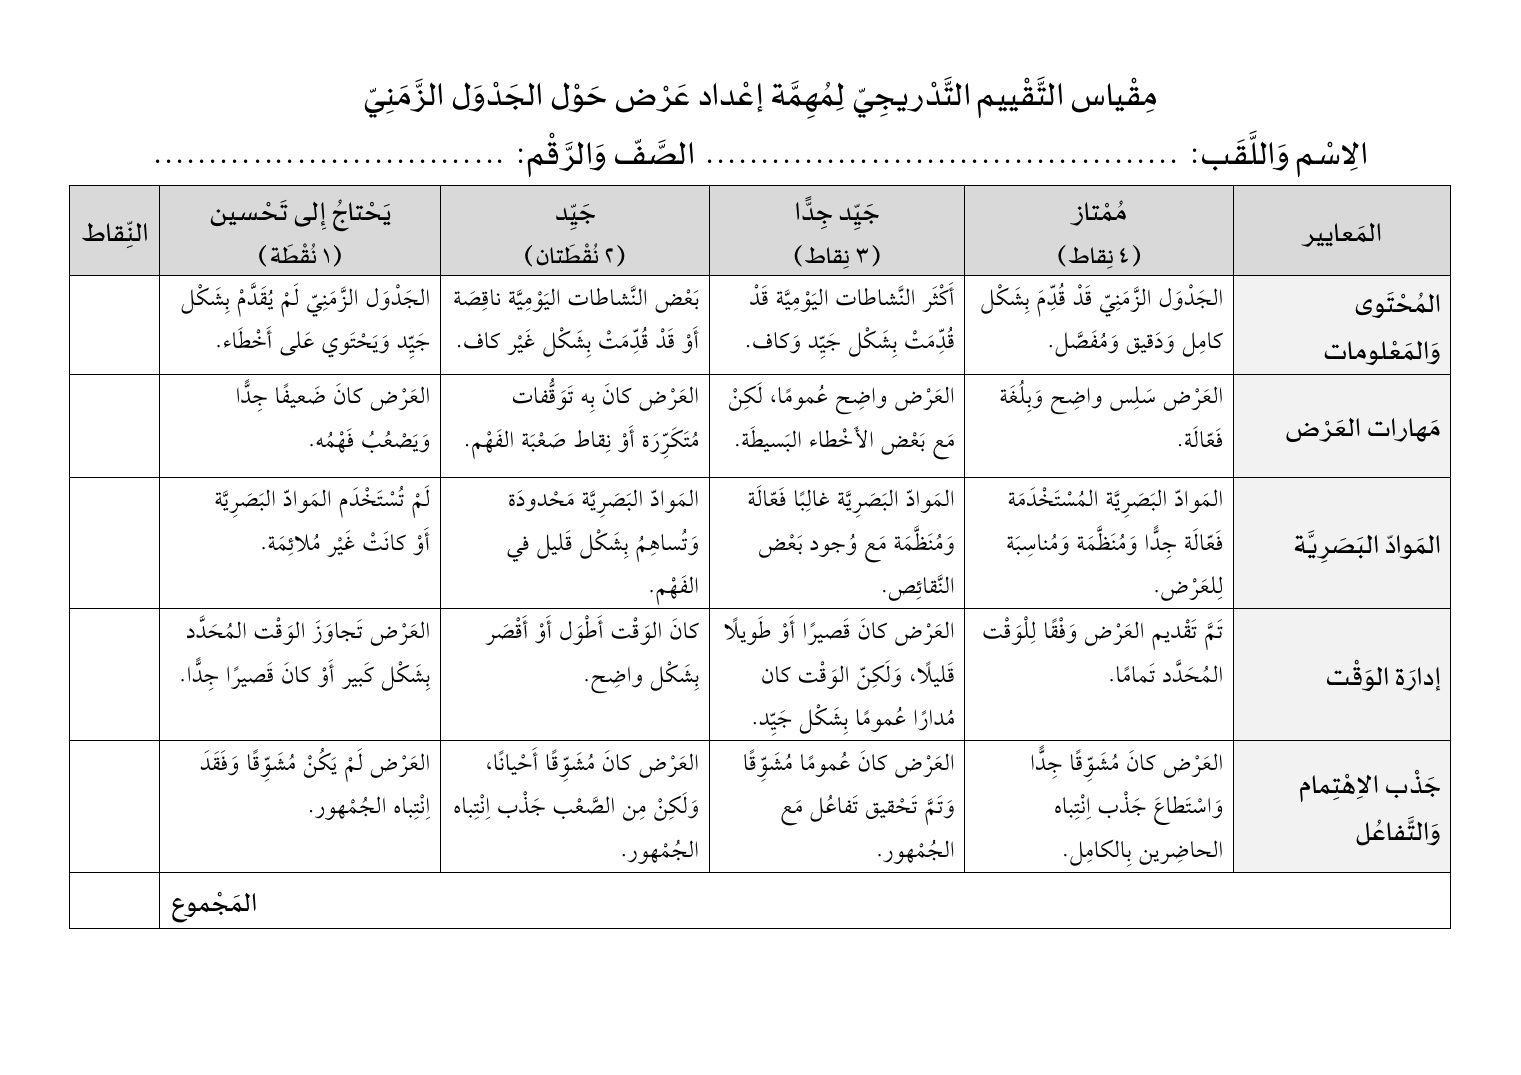 مِقْياس التَّقْييم التَّدْريجِيّ لِمُهِمَّة إعْداد عَرْض حَوْل الجَدْوَل الزَّمَنِيّ
الِاسْم وَاللَّقَب: ........................................... الصَّفّ وَالرَّقْم: ................................
المَعايير
مُمْتاز
(٤ نِقاط)
جَيِّد جِدًّا
(٣ نِقاط)
جَيِّد
(٢ نُقْطَتان)
يَحْتاجُ إلى تَحْسين
(١ نُقْطَة)
النِّقاط
المُحْتَوى
وَالمَعْلومات
الجَدْوَل الزَّمَنِيّ قَدْ قُدِّمَ بِشَكْل
كامِل وَدَقيق وَمُفَصَّل.
أَكْثَر النَّشاطات اليَوْمِيَّة قَدْ
قُدِّمَتْ بِشَكْل جَيِّد وَكاف.
بَعْض النَّشاطات اليَوْمِيَّة ناقِصَة
أَوْ قَدْ قُدِّمَتْ بِشَكْل غَيْر كاف.
الجَدْوَل الزَّمَنِيّ لَمْ يُقَدَّمْ بِشَكْل
جَيِّد وَيَحْتَوي عَلى أَخْطَاء.
مَهارات العَرْض
العَرْض سَلِس واضِح وَبِلُغَة
فَعّالَة.
العَرْض واضِح عُمومًا، لَكِنْ
مَع بَعْض الأَخْطاء البَسيطَة.
العَرْض كانَ بِه تَوَقُّفات
مُتَكَرِّرَة أَوْ نِقاط صَعْبَة الفَهْم.
العَرْض كانَ ضَعيفًا جِدًّا
وَيَصْعُبُ فَهْمُه.
المَوادّ البَصَرِيَّة
المَوادّ البَصَرِيَّة المُسْتَخْدَمَة
فَعّالَة جِدًّا وَمُنَظَّمَة وَمُناسِبَة
لِلعَرْض.
المَوادّ البَصَرِيَّة غالِبًا فَعّالَة
وَمُنَظَّمَة مَع وُجود بَعْض
النَّقائِص.
المَوادّ البَصَرِيَّة مَحْدودَة
وَتُساهِمُ بِشَكْل قَليل في
الفَهْم.
لَمْ تُسْتَخْدَم المَوادّ البَصَرِيَّة
أَوْ كانَتْ غَيْر مُلائِمَة.
إدارَة الوَقْت
تَمَّ تَقْديم العَرْض وَفْقًا لِلْوَقْت
المُحَدَّد تَمامًا.
العَرْض كانَ قَصيرًا أَوْ طَويلًا
قَليلًا، وَلَكِنّ الوَقْت كان
مُدارًا عُمومًا بِشَكْل جَيِّد.
كانَ الوَقْت أَطْوَل أَوْ أَقْصَر
بِشَكْل واضِح.
العَرْض تَجاوَزَ الوَقْت المُحَدَّد
بِشَكْل كَبير أَوْ كانَ قَصيرًا جِدًّا.
جَذْب الاِهْتِمام
وَالتَّفاعُل
العَرْض كانَ مُشَوِّقًا جِدًّا
وَاسْتَطاعَ جَذْب اِنْتِباه
الحاضِرين بِالكامِل.
العَرْض كانَ عُمومًا مُشَوِّقًا
وَتَمَّ تَحْقيق تَفاعُل مَع
الجُمْهور.
العَرْض كانَ مُشَوِّقًا أَحْيانًا،
وَلَكِنْ مِن الصَّعْب جَذْب اِنْتِباه
الجُمْهور.
العَرْض لَمْ يَكُنْ مُشَوِّقًا وَفَقَدَ
اِنْتِباه الجُمْهور.
المَجْموع